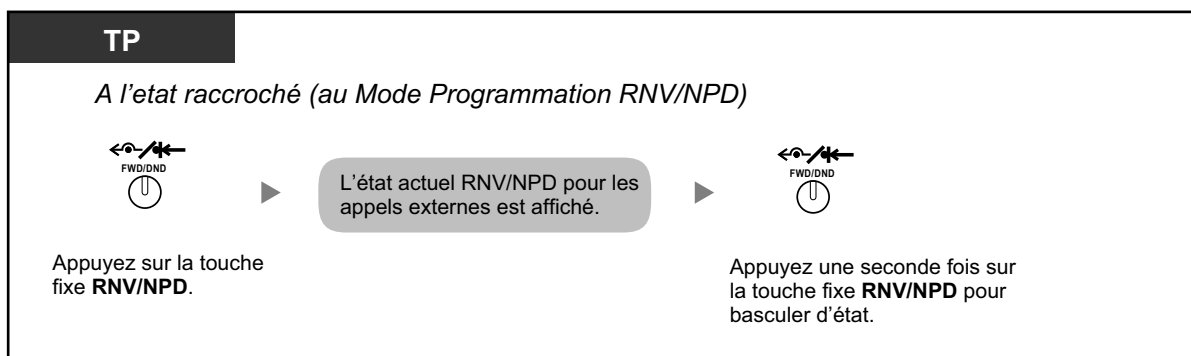 TP
A l'etat raccroché (au Mode Programmation RNV/NPD)
FWD/DND
L'état actuel RNV/NPD pour les
appels externes est affiché.
FWD/DND
Appuyez sur la touche
fixe RNV/NPD.
Appuyez une seconde fois sur
la touche fixe RNV/NPD pour
basculer d'état.